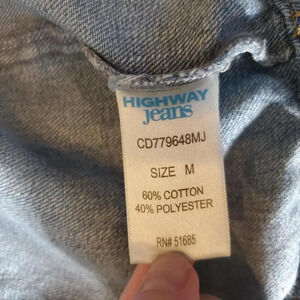 HIGHWAY
jeans
CD779648MJ
SIZE M
60% COTTON
40% POLYESTER
RN# 51685